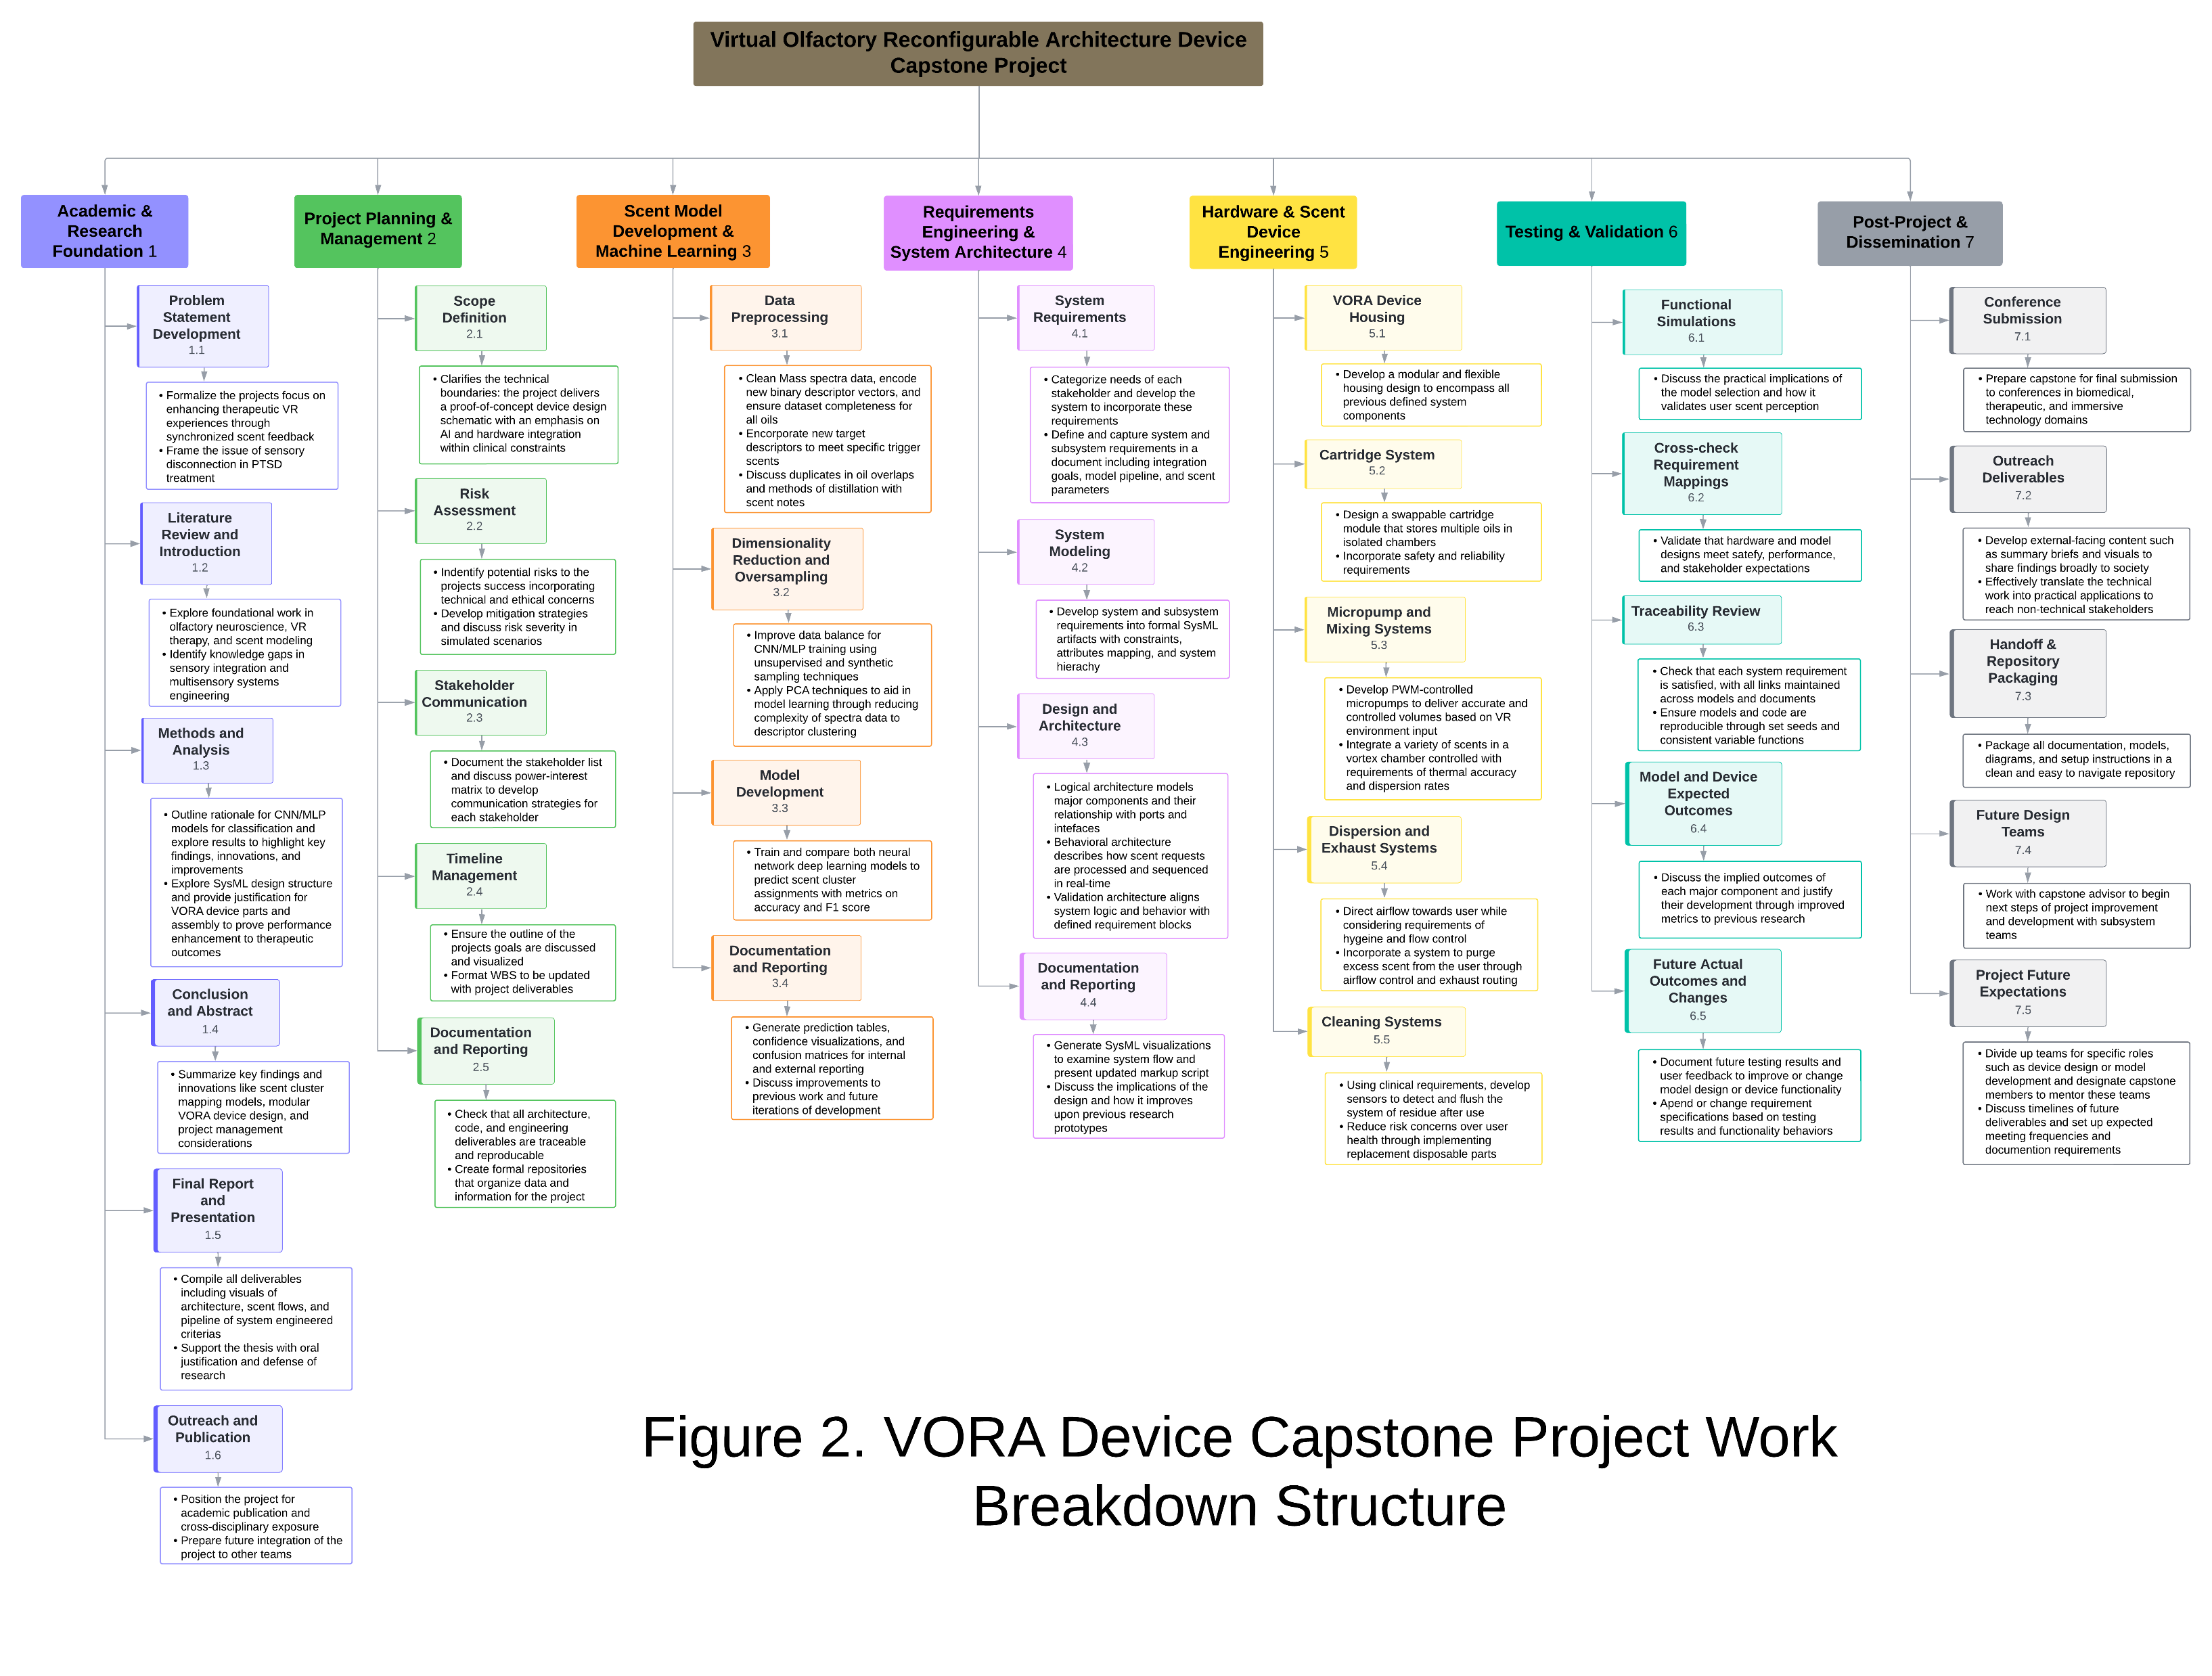 Virtual Olfactory Reconfigurable Architecture Device
Capstone Project
Academic &
Research
Foundation 1
Problem
Statement
Development
1.1
• Formalize the projects focus on
enhancing therapeutic VR
experiences through
synchronized scent feedback
• Frame the issue of sensory
disconnection in PTSD
treatment
Literature
Review and
Introduction
1.2
• Explore foundational work in
olfactory neuroscience, VR
therapy, and scent modeling
• Identify knowledge gaps in
sensory integration and
multisensory systems
engineering
Methods and
Analysis
1.3
• Outline rationale for CNN/MLP
models for classification and
explore results to highlight key
findings, innovations, and
improvements
• Explore SysML design structure
and provide justification for
VORA device parts and
assembly to prove performance
enhancement to therapeutic
outcomes
Conclusion
and Abstract
1.4
• Summarize key findings and
innovations like scent cluster
mapping models, modular
VORA device design, and
project management
considerations
Final Report
and
Presentation
1.5
• Compile all deliverables
including visuals of
architecture, scent flows, and
pipeline of system engineered
criterias
• Support the thesis with oral
justification and defense of
research
Outreach and
Publication
1.6
• Position the project for
academic publication and
cross-disciplinary exposure
• Prepare future integration of the
project to other teams
Project Planning &
Management 2
Scope
Definition
2.1
• Clarifies the technical
boundaries: the project delivers
a proof-of-concept device design
schematic with an emphasis on
AI and hardware integration
within clinical constraints
Risk
Assessment
2.2
• Indentify potential risks to the
projects success incorporating
technical and ethical concerns
• Develop mitigation strategies
and discuss risk severity in
simulated scenarios
Stakeholder
Communication
2.3
• Document the stakeholder list
and discuss power-interest
matrix to develop
communication strategies for
each stakeholder
Timeline
Management
2.4
• Ensure the outline of the
projects goals are discussed
and visualized
• Format WBS to be updated
with project deliverables
Documentation
and Reporting
2.5
• Check that all architecture,
code, and engineering
deliverables are traceable
and reproducable
• Create formal repositories
that organize data and
information for the project
Scent Model
Development &
Machine Learning 3
Data
Preprocessing
3.1
• Clean Mass spectra data, encode
new binary descriptor vectors, and
ensure dataset completeness for
all oils
• Encorporate new target
descriptors to meet specific trigger
scents
• Discuss duplicates in oil overlaps
and methods of distillation with
scent notes
Dimensionality
Reduction and
Oversampling
3.2
• Improve data balance for
CNN/MLP training using
unsupervised and synthetic
sampling techniques
• Apply PCA techniques to aid in
model learning through reducing
complexity of spectra data to
descriptor clustering
Model
Development
3.3
• Train and compare both neural
network deep learning models to
predict scent cluster
assignments with metrics on
accuracy and F1 score
Documentation
and Reporting
3.4
• Generate prediction tables,
confidence visualizations, and
confusion matrices for internal
and external reporting
• Discuss improvements to
previous work and future
iterations of development
Requirements
Engineering &
System Architecture 4
System
Requirements
4.1
• Categorize needs of each
stakeholder and develop the
system to incorporate these
requirements
• Define and capture system and
subsystem requirements in a
document including integration
goals, model pipeline, and scent
parameters
System
Modeling
4.2
• Develop system and subsystem
requirements into formal SysML
artifacts with constraints,
attributes mapping, and system
hierachy
Design and
Architecture
4.3
• Logical architecture models
major components and their
relationship with ports and
intefaces
• Behavioral architecture
describes how scent requests
are processed and sequenced
in real-time
• Validation architecture aligns
system logic and behavior with
defined requirement blocks
Documentation
and Reporting
4.4
• Generate SysML visualizations
to examine system flow and
present updated markup script
• Discuss the implications of the
design and how it improves
upon previous research
prototypes
Hardware & Scent
Device
Engineering 5
VORA Device
Housing
5.1
• Develop a modular and flexible
housing design to encompass all
previous defined system
components
Cartridge System
5.2
• Design a swappable cartridge
module that stores multiple oils in
isolated chambers
• Incorporate safety and reliability
requirements
Micropump and
Mixing Systems
5.3
• Develop PWM-controlled
micropumps to deliver accurate and
controlled volumes based on VR
environment input
• Integrate a variety of scents in a
vortex chamber controlled with
requirements of thermal accuracy
and dispersion rates
Dispersion and
Exhaust Systems
5.4
• Direct airflow towards user while
considering requirements of
hygeine and flow control
• Incorporate a system to purge
excess scent from the user through
airflow control and exhaust routing
Cleaning Systems
5.5
• Using clinical requirements, develop
sensors to detect and flush the
system of residue after use
• Reduce risk concerns over user
health through implementing
replacement disposable parts
Testing & Validation 6
Functional
Simulations
6.1
• Discuss the practical implications of
the model selection and how it
validates user scent perception
Cross-check
Requirement
Mappings
6.2
• Validate that hardware and model
designs meet satefy, performance,
and stakeholder expectations
Traceability Review
6.3
• Check that each system requirement
is satisfied, with all links maintained
across models and documents
• Ensure models and code are
reproducible through set seeds and
consistent variable functions
Model and Device
Expected
Outcomes
6.4
• Discuss the implied outcomes of
each major component and justify
their development through improved
metrics to previous research
Future Actual
Outcomes and
Changes
6.5
• Document future testing results and
user feedback to improve or change
model design or device functionality
• Apend or change requirement
specifications based on testing
results and functionality behaviors
Post-Project &
Dissemination 7
Conference
Submission
7.1
• Prepare capstone for final submission
to conferences in biomedical,
therapeutic, and immersive
technology domains
Outreach
Deliverables
7.2
• Develop external-facing content such
as summary briefs and visuals to
share findings broadly to society
• Effectively translate the technical
work into practical applications to
reach non-technical stakeholders
Handoff &
Repository
Packaging
7.3
• Package all documentation, models,
diagrams, and setup instructions in a
clean and easy to navigate repository
Future Design
Teams
7.4
• Work with capstone advisor to begin
next steps of project improvement
and development with subsystem
teams
Project Future
Expectations
7.5
• Divide up teams for specific roles
such as device design or model
development and designate capstone
members to mentor these teams
• Discuss timelines of future
deliverables and set up expected
meeting frequencies and
documention requirements
Figure 2. VORA Device Capstone Project Work
Breakdown Structure